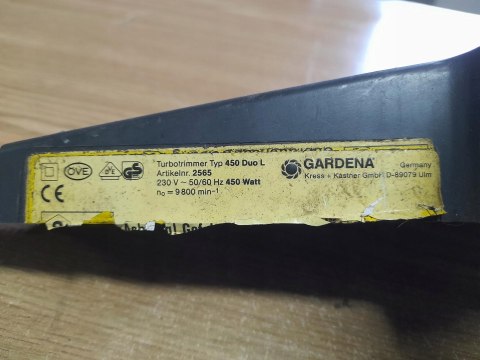 Turbotrimmer Typ 450 Duo L
Artikelnr. 2565
230 V ~ 50/60 Hz 450 Watt
n₀ = 9800 min⁻¹
GARDENA
Germany
Kress + Kastner GmbH D-89079 Ulm
ÖVE
GS
CE